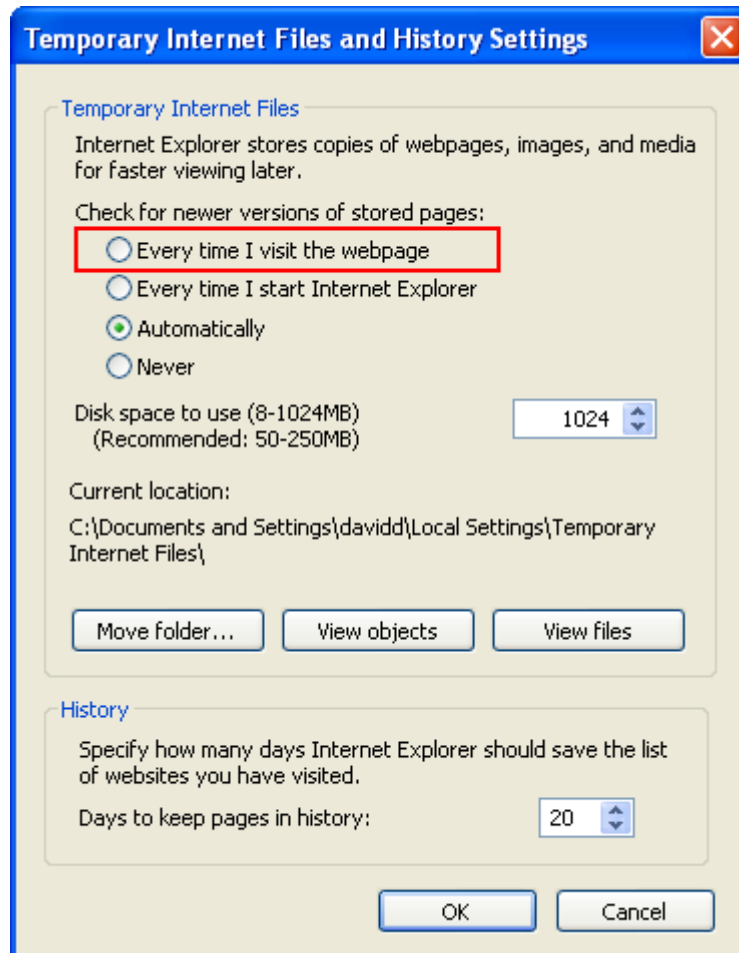 Temporary Internet Files and History Settings
Temporary Internet Files
Internet Explorer stores copies of webpages, images, and media
for faster viewing later.
Check for newer versions of stored pages:
Every time I visit the webpage
Every time I start Internet Explorer
Automatically
Never
Disk space to use (8-1024MB)
(Recommended: 50-250MB)
1024
Current location:
C:\Documents and Settings\davidd\Local Settings\Temporary
Internet Files\
Move folder... View objects View files
History
Specify how many days Internet Explorer should save the list
of websites you have visited.
Days to keep pages in history: 20
OK Cancel